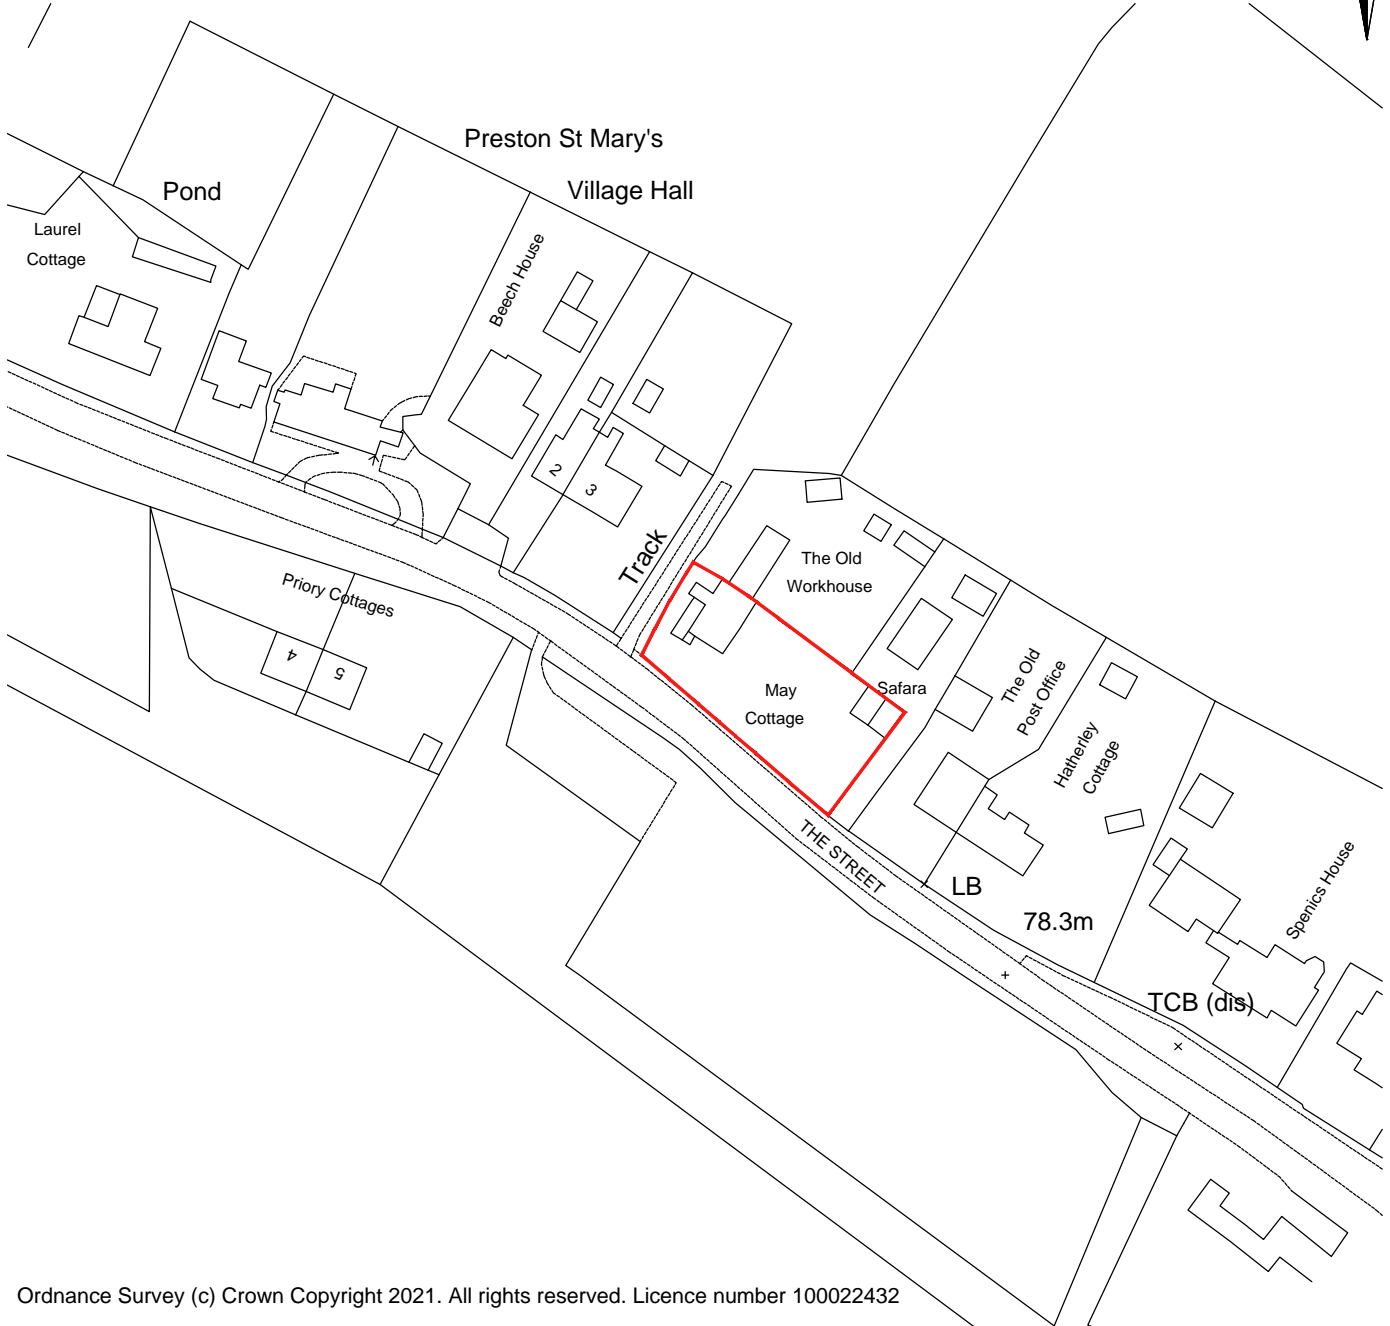 Preston St Mary's
Village Hall
Pond
Laurel
Cottage
Beech House
2
3
Track
The Old
Workhouse
Priory Cottages
4
5
May
Cottage
Safara
The Old
Post Office
Hatherley
Cottage
THE STREET
LB
78.3m
Spenics House
TCB (dis)
Ordnance Survey (c) Crown Copyright 2021. All rights reserved. Licence number 100022432